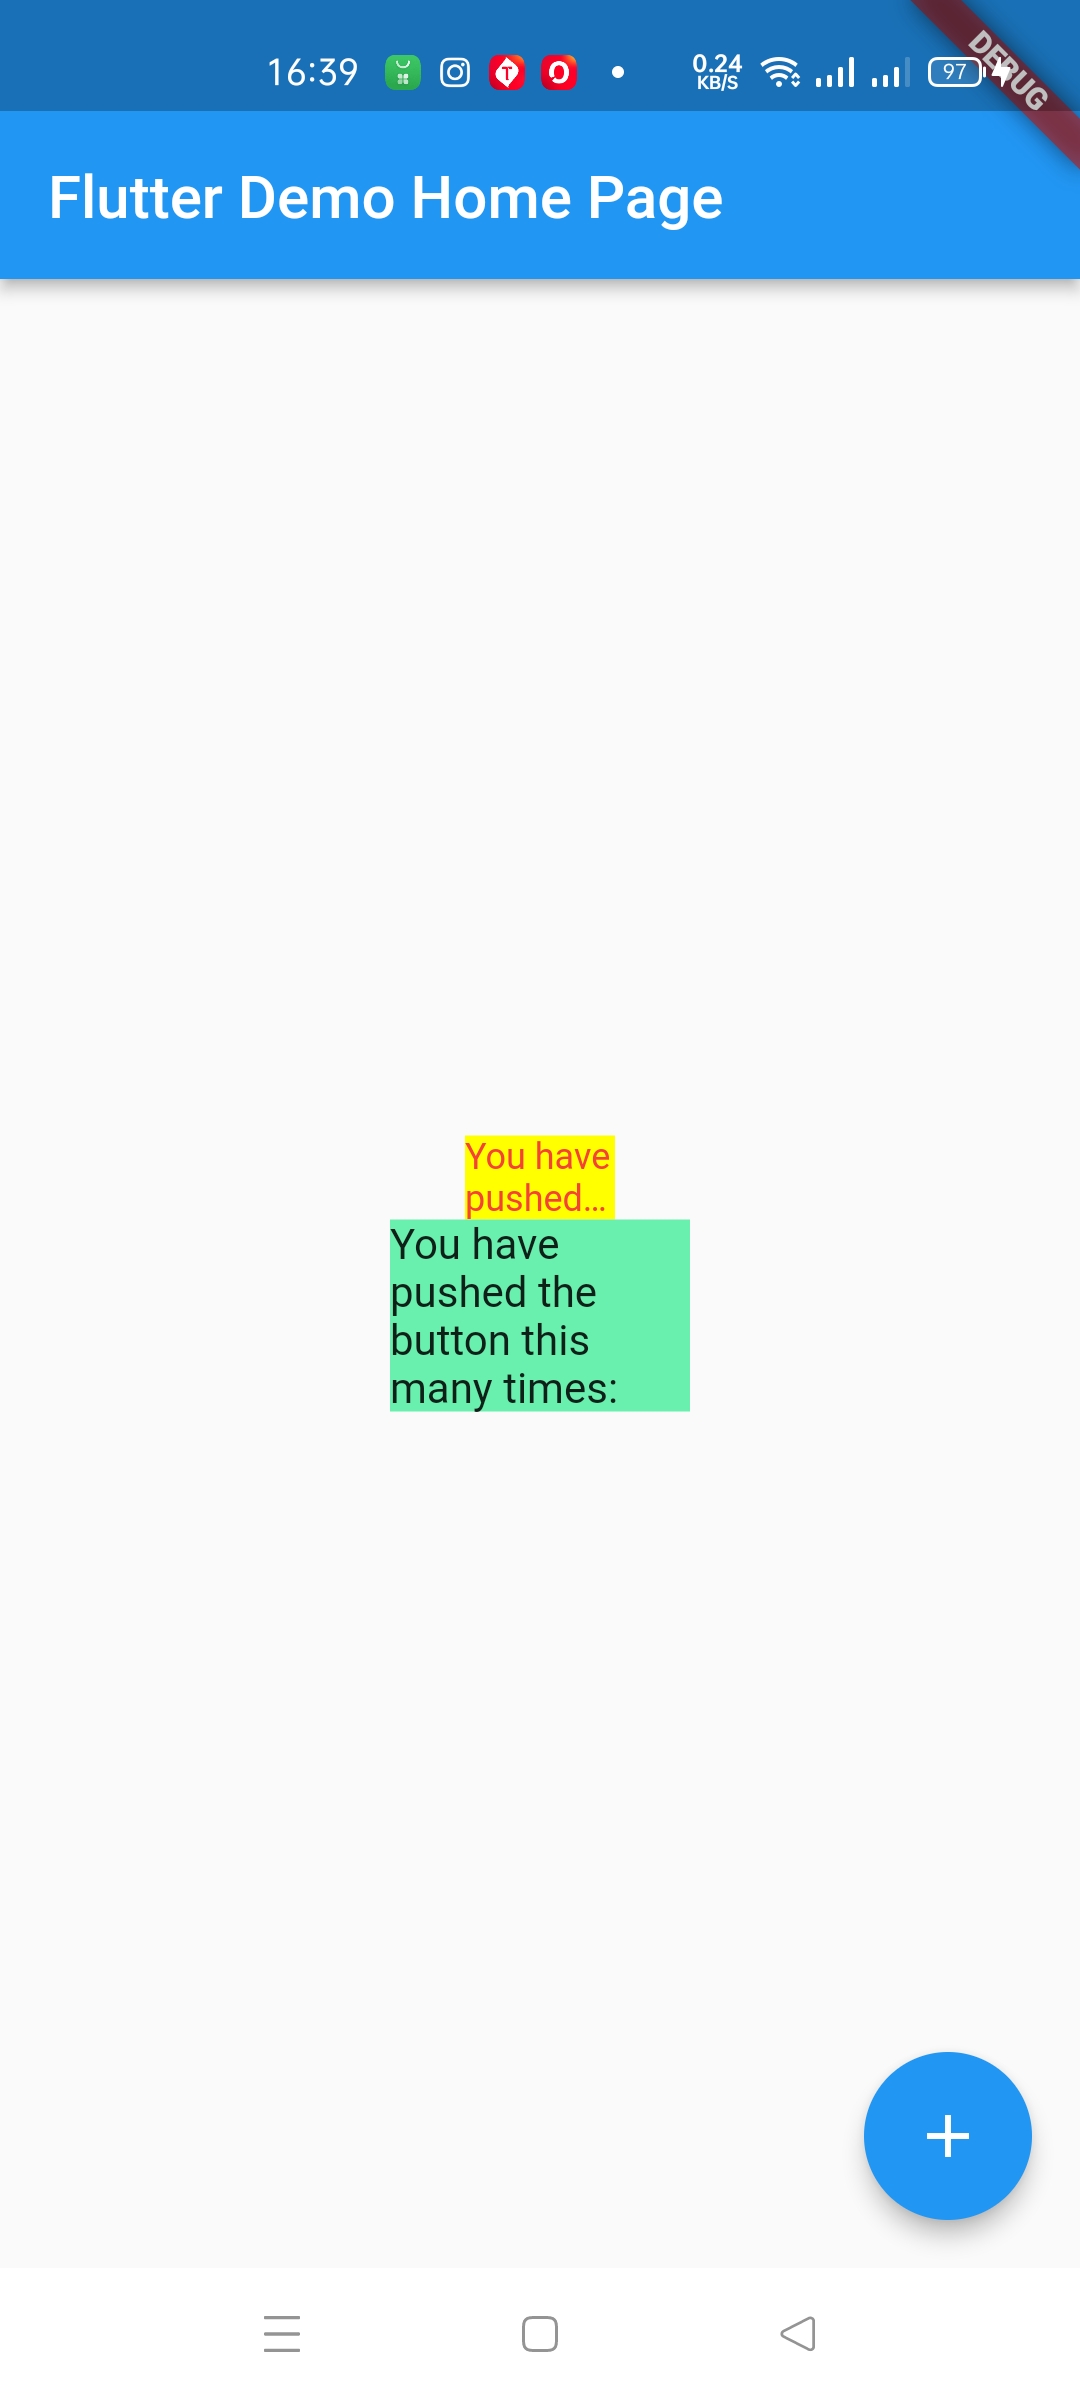 16:39 T 0.24 KB/S 97
DEBUG
Flutter Demo Home Page
You have
pushed...
You have
pushed the
button this
many times: